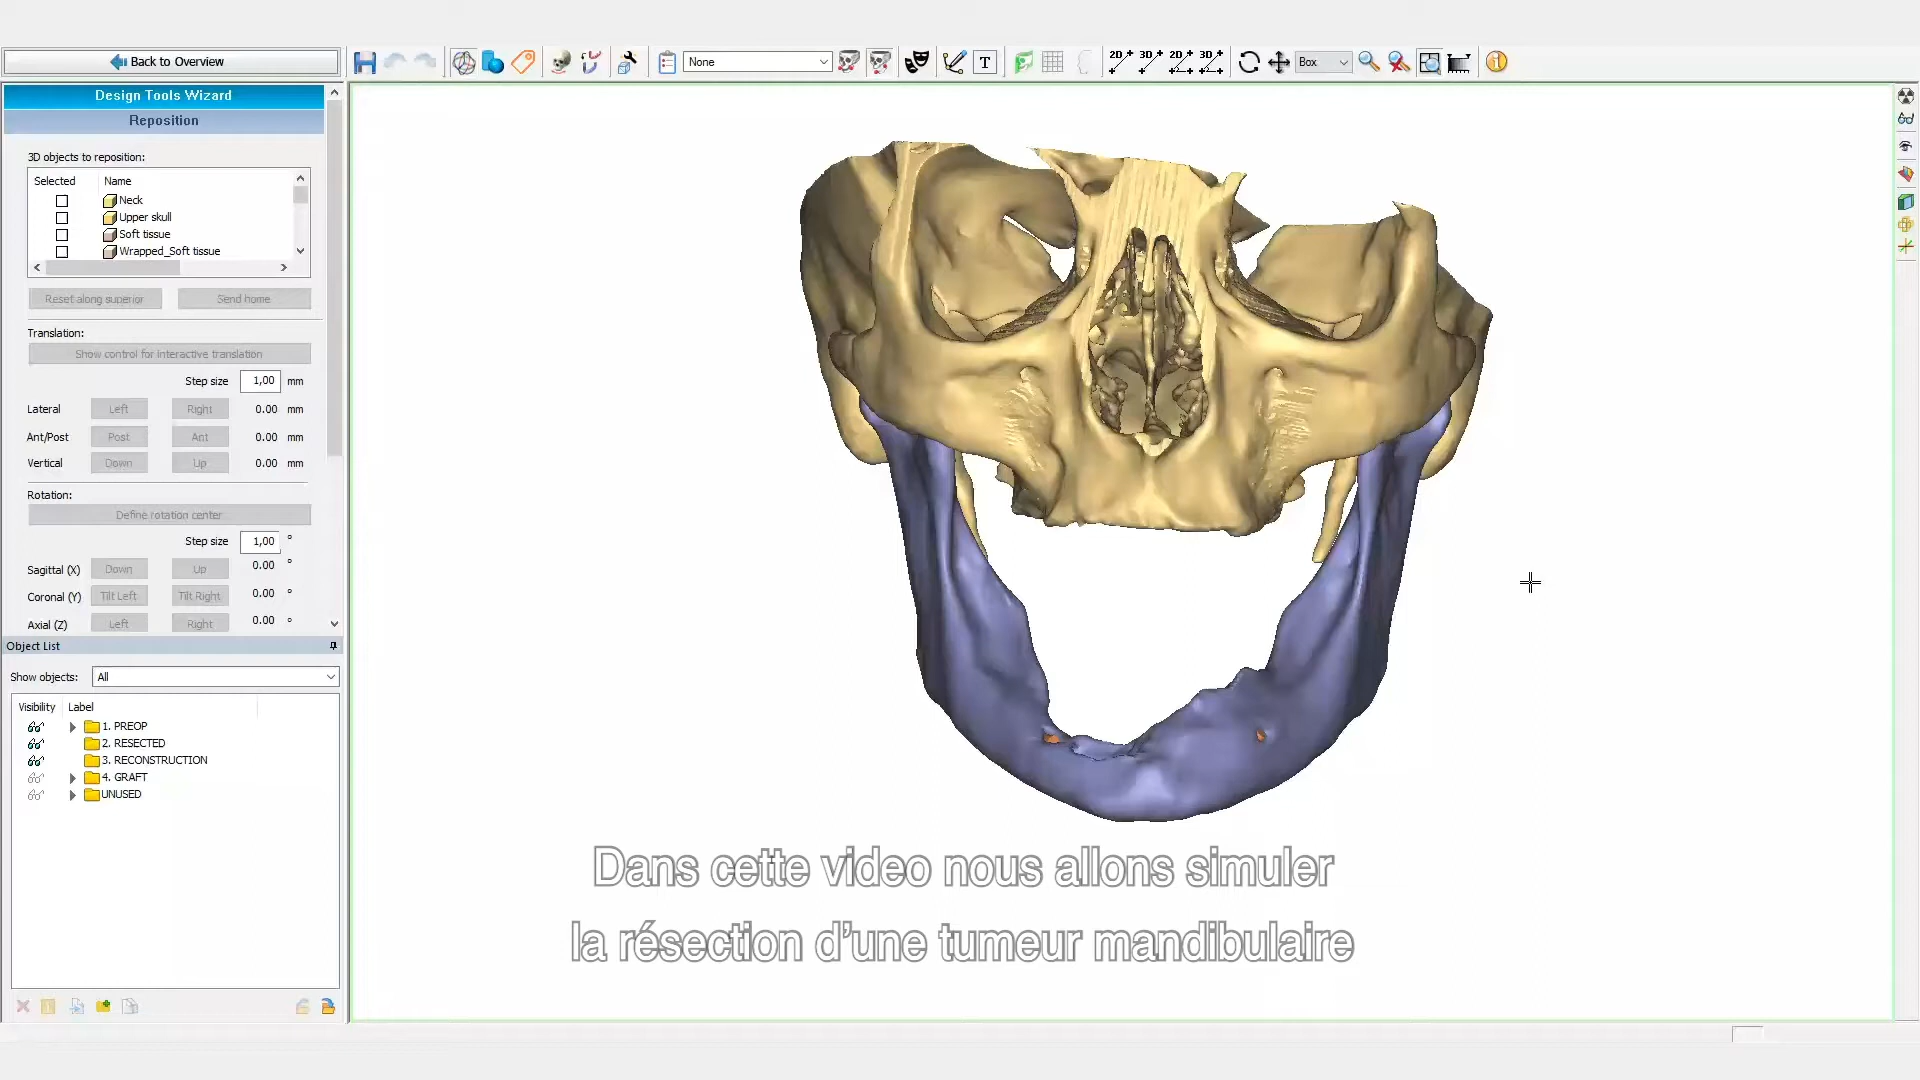 Back to Overview
None
T
2D
3D
2D
3D
Box
Design Tools Wizard
Reposition
3D objects to reposition:
Selected Name
Neck
Upper skull
Soft tissue
Wrapped_Soft tissue
Reset along superior Send home
Translation:
Show control for interactive translation
Step size 1,00 mm
Lateral Left Right 0.00 mm
Ant/Post Post Ant 0.00 mm
Vertical Down Up 0.00 mm
Rotation:
Define rotation center
Step size 1,00 °
Sagittal (X) Down Up 0.00 °
Coronal (Y) Tilt Left Tilt Right 0.00 °
Axial (Z) Left Right 0.00 °
Object List
Show objects: All
Visibility Label
1. PREOP
2. RESECTED
3. RECONSTRUCTION
4. GRAFT
UNUSED
Dans cette video nous allons simuler
la résection d’une tumeur mandibulaire